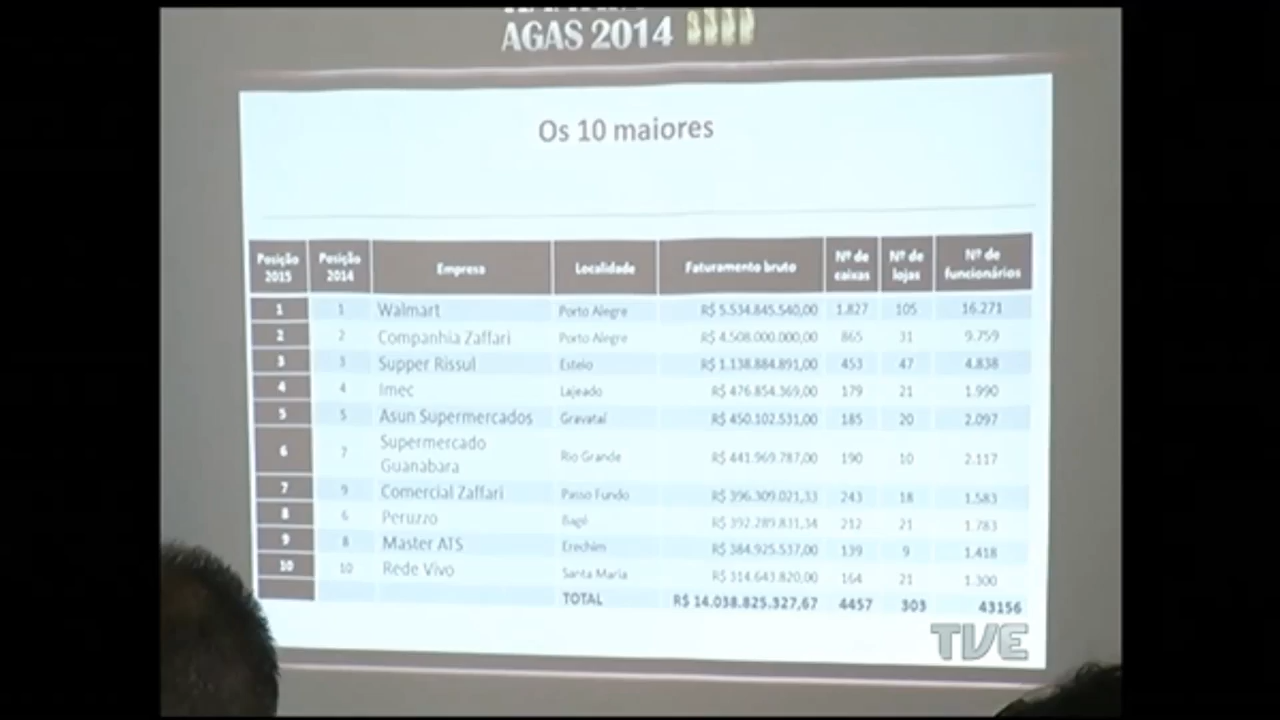 AGAS 2014
Os 10 maiores
Posição 2015 Posição 2014 Empresa Localidade Faturamento bruto Nº de caixas Nº de lojas Nº de funcionários
1 1 Walmart Porto Alegre R$ 5.534.845.540,00 1.827 105 16.271
2 2 Companhia Zaffari Porto Alegre R$ 4.508.000.000,00 865 31 9.759
3 3 Supper Rissul Esteio R$ 1.138.884.891,00 453 47 4.838
4 4 Imec Lajeado R$ 476.854.369,00 179 21 1.990
5 5 Asun Supermercados Gravataí R$ 450.102.531,00 185 20 2.097
6 7 Supermercado Guanabara Rio Grande R$ 441.969.787,00 190 10 2.117
7 9 Comercial Zaffari Passo Fundo R$ 396.309.021,33 243 18 1.583
8 6 Peruzzo Bagé R$ 392.289.831,34 212 21 1.783
9 8 Master ATS Erechim R$ 384.925.537,00 139 9 1.418
10 10 Rede Vivo Santa Maria R$ 314.643.820,00 164 21 1.300
TOTAL R$ 14.038.825.327,67 4457 303 43156
TVE